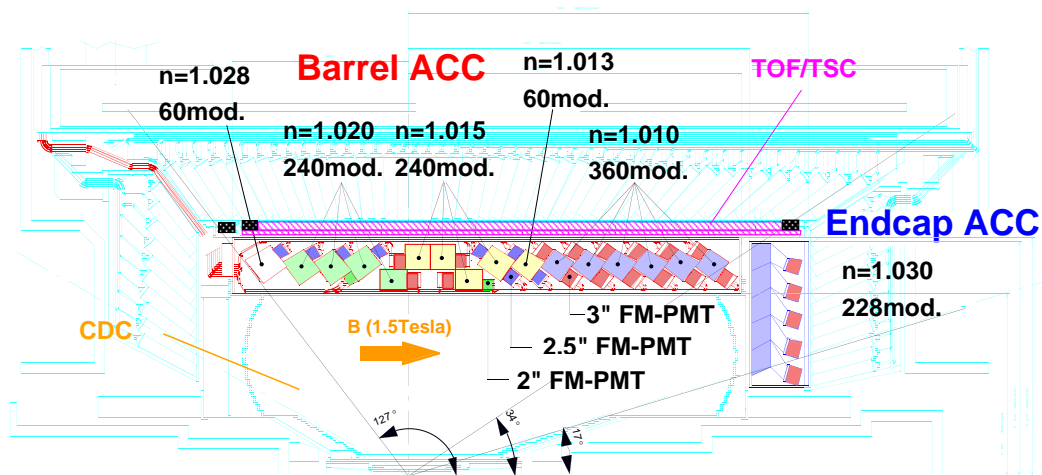 Barrel ACC
n=1.028
60mod.
n=1.013
60mod.
TOF/TSC
n=1.020
240mod.
n=1.015
240mod.
n=1.010
360mod.
Endcap ACC
n=1.030
228mod.
3" FM-PMT
CDC
B (1.5Tesla)
2.5" FM-PMT
2" FM-PMT
127°
34°
17°